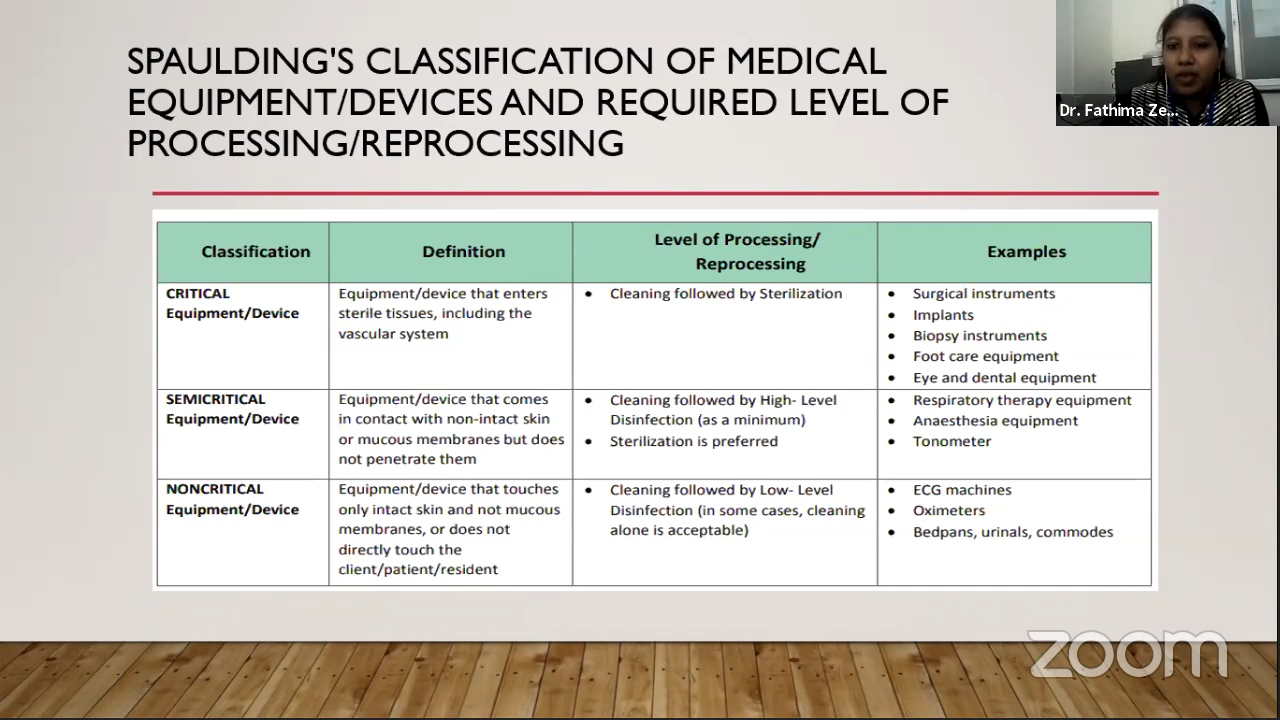 SPAULDING'S CLASSIFICATION OF MEDICAL
EQUIPMENT/DEVICES AND REQUIRED LEVEL OF
PROCESSING/REPROCESSING
Dr. Fathima Ze...
Classification
Definition
Level of Processing/
Reprocessing
Examples
CRITICAL
Equipment/Device
Equipment/device that enters
sterile tissues, including the
vascular system
• Cleaning followed by Sterilization
• Surgical instruments
• Implants
• Biopsy instruments
• Foot care equipment
• Eye and dental equipment
SEMICRITICAL
Equipment/Device
Equipment/device that comes
in contact with non-intact skin
or mucous membranes but does
not penetrate them
• Cleaning followed by High- Level
Disinfection (as a minimum)
• Sterilization is preferred
• Respiratory therapy equipment
• Anaesthesia equipment
• Tonometer
NONCRITICAL
Equipment/Device
Equipment/device that touches
only intact skin and not mucous
membranes, or does not
directly touch the
client/patient/resident
• Cleaning followed by Low- Level
Disinfection (in some cases, cleaning
alone is acceptable)
• ECG machines
• Oximeters
• Bedpans, urinals, commodes
zoom